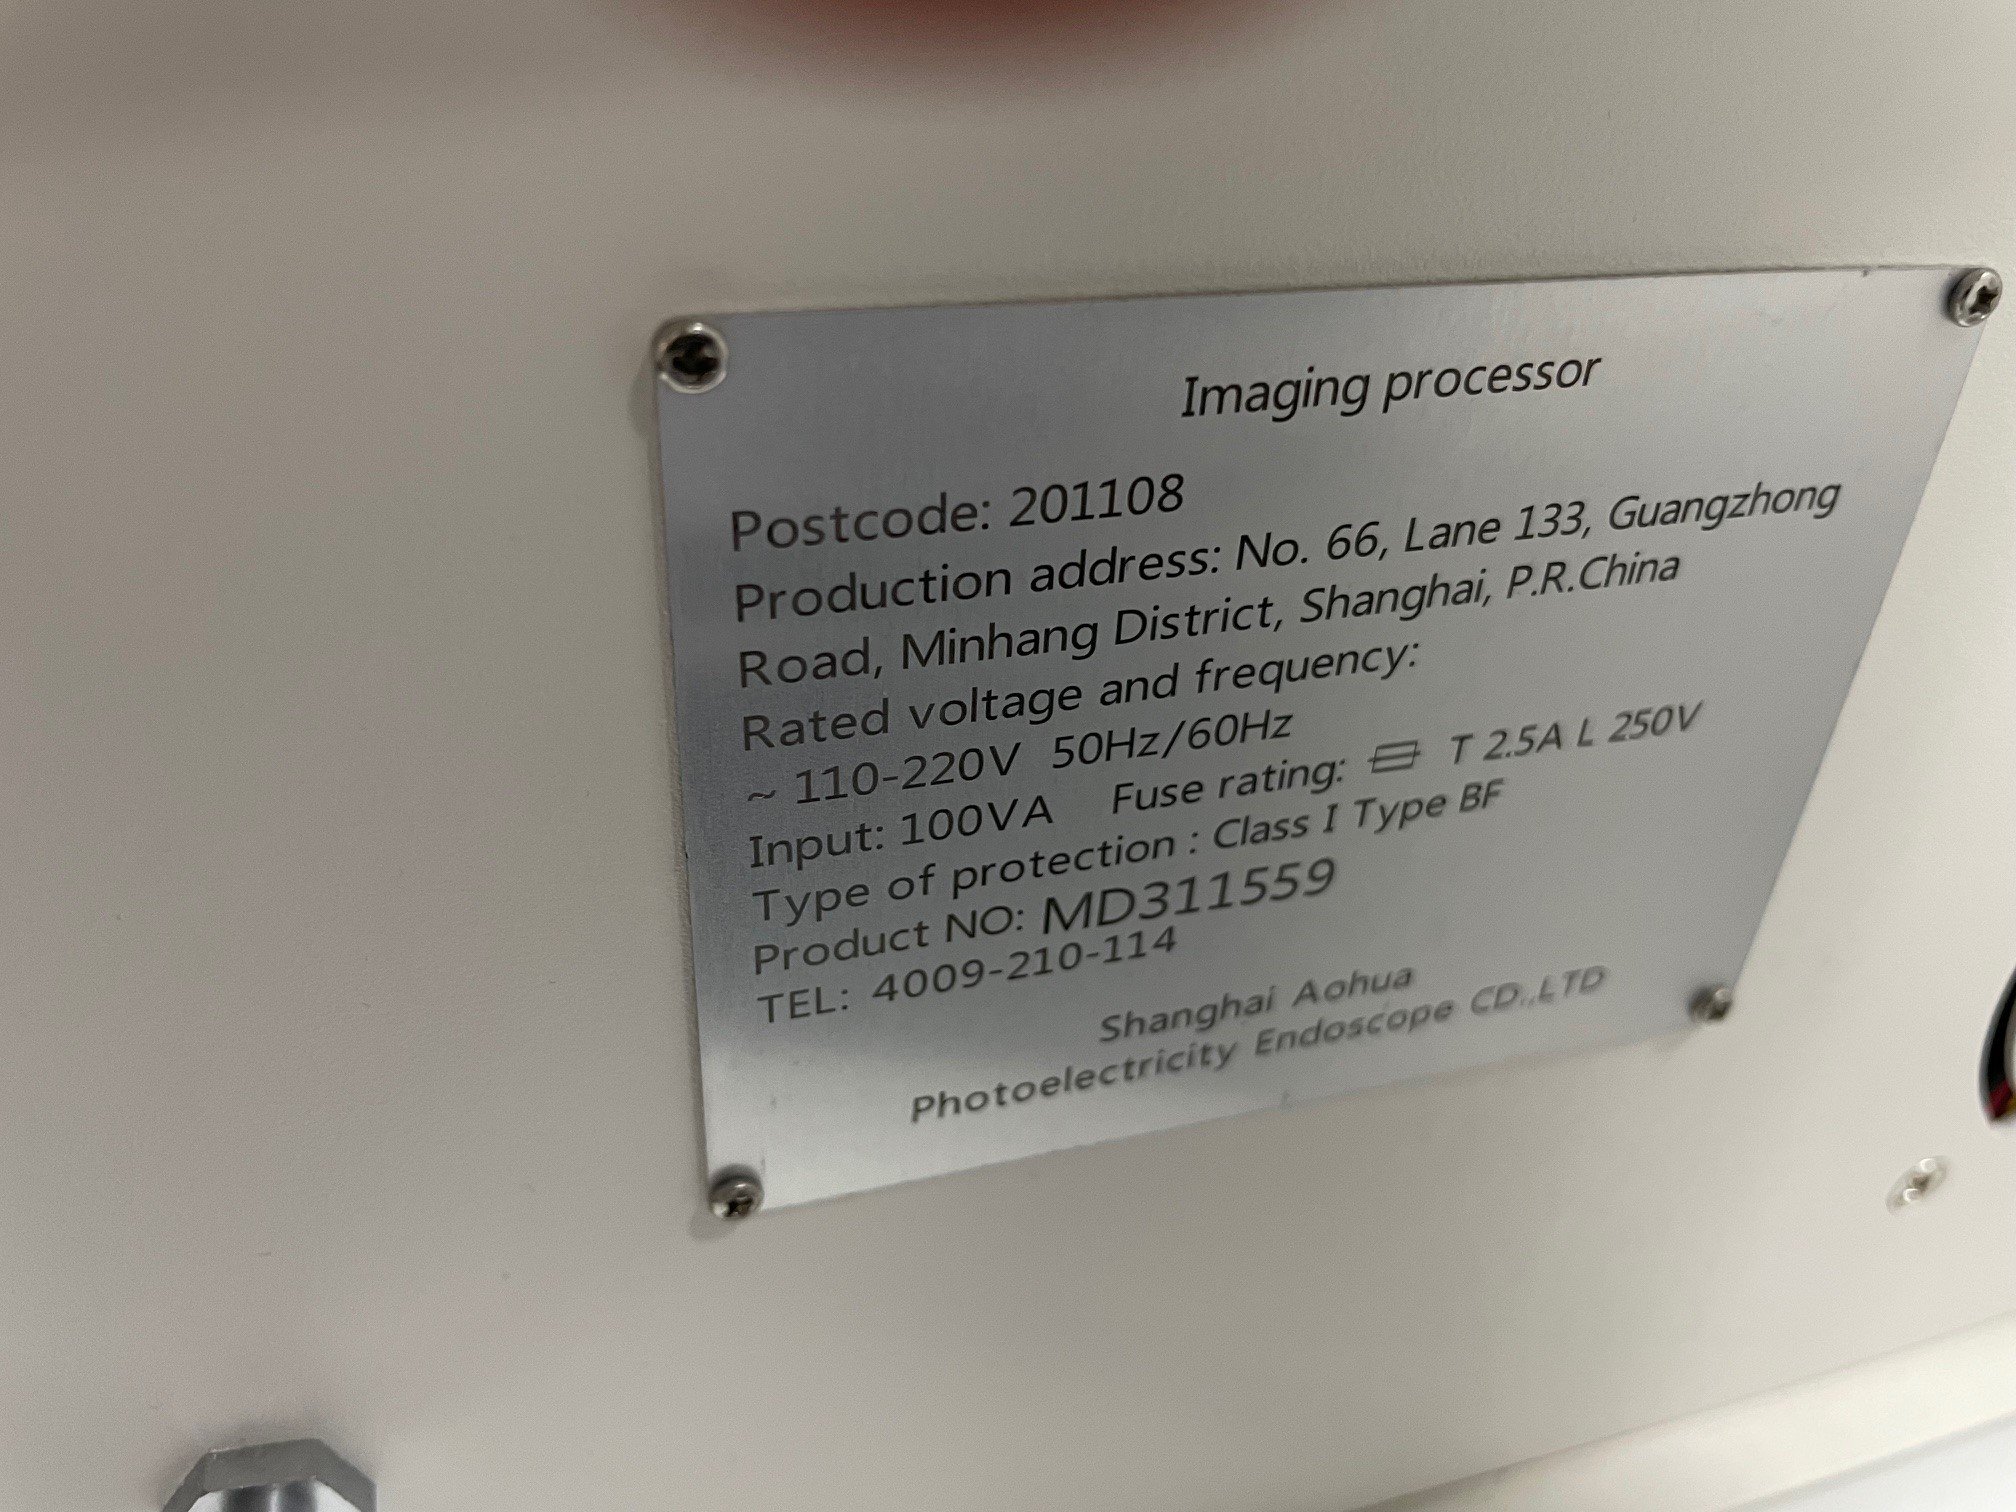 Imaging processor
Postcode: 201108
Production address: No. 66, Lane 133, Guangzhong
Road, Minhang District, Shanghai, P.R.China
Rated voltage and frequency:
~ 110-220V 50Hz/60Hz
Input: 100VA Fuse rating: T 2.5A L 250V
Type of protection : Class I Type BF
Product NO: MD311559
TEL: 4009-210-114
Shanghai Aohua
Photoelectricity Endoscope CD.,LTD